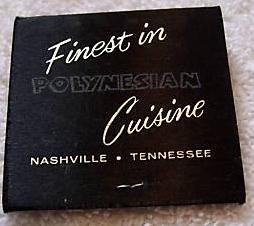 Finest in
POLYNESIAN
Cuisine
NASHVILLE • TENNESSEE